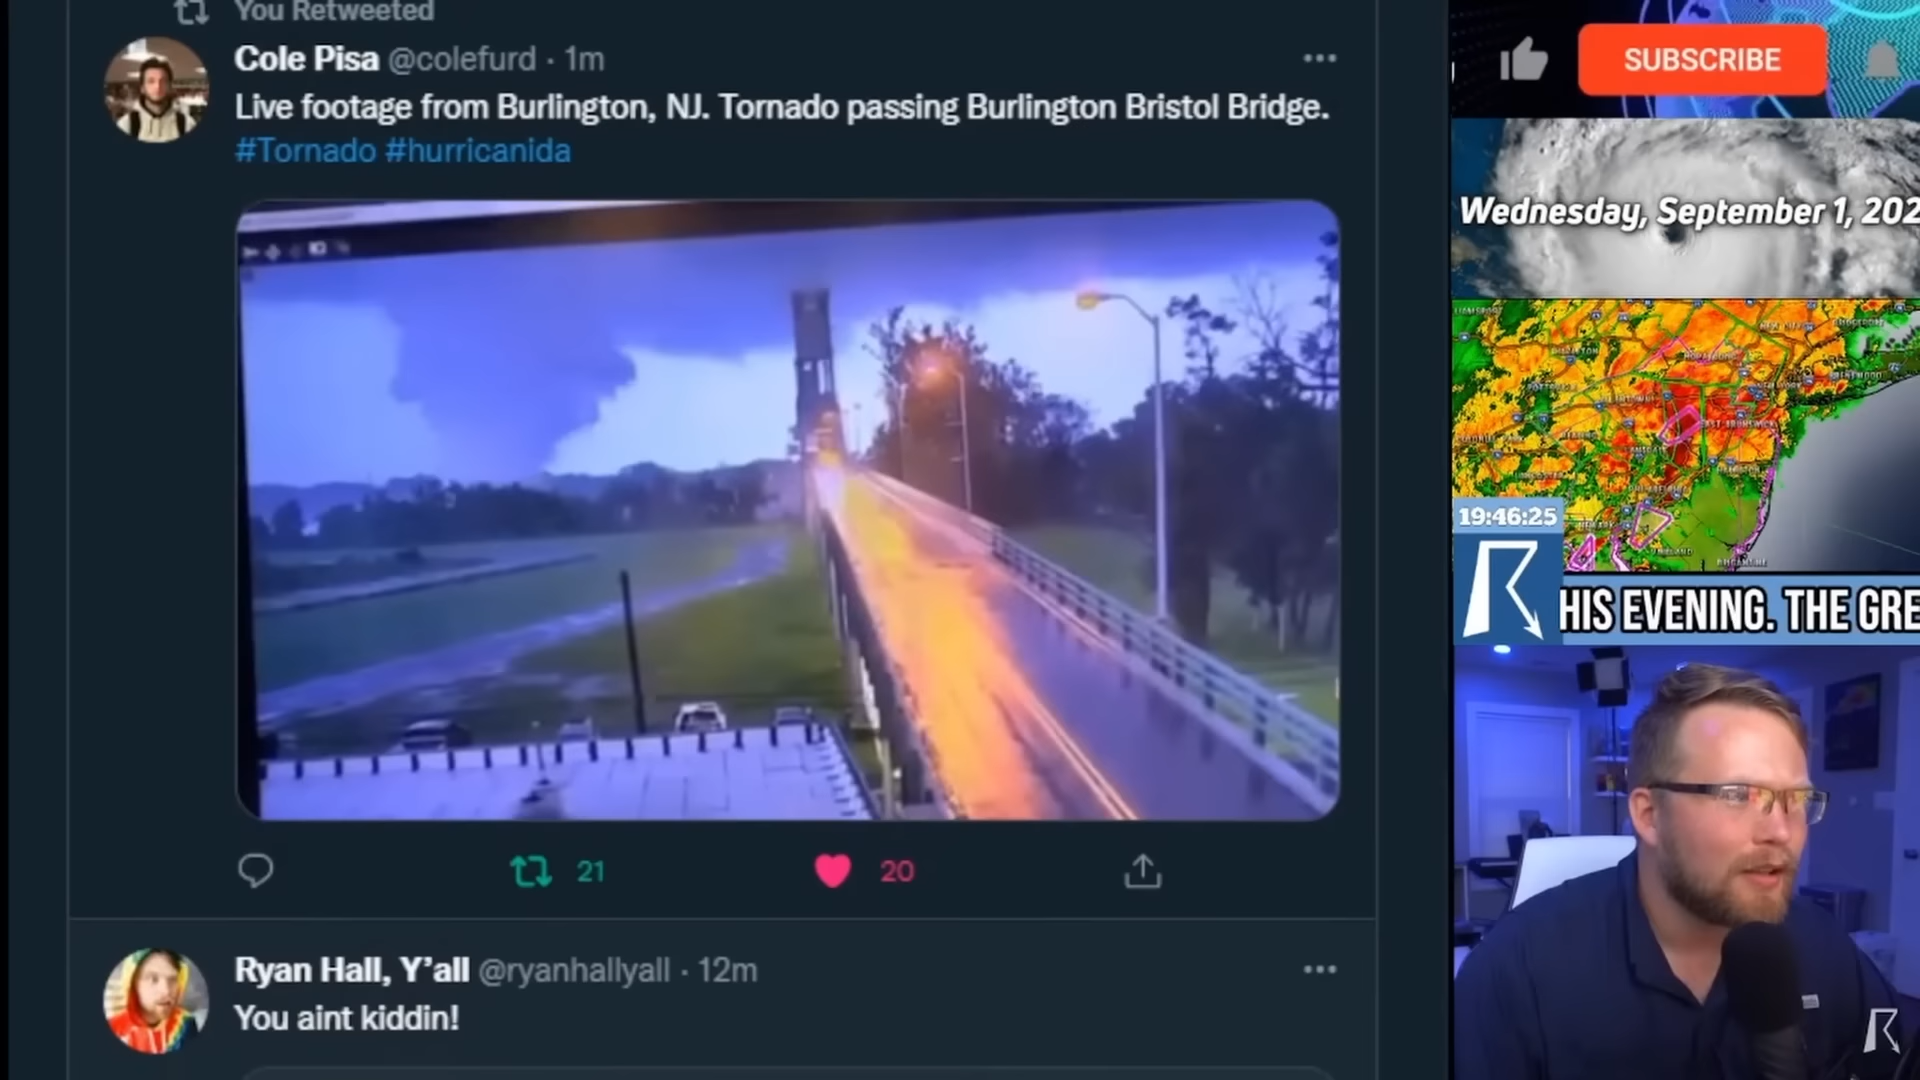 You Retweeted
Cole Pisa @colefurd · 1m
Live footage from Burlington, NJ. Tornado passing Burlington Bristol Bridge.
#Tornado #hurricanida
21
20
Ryan Hall, Y'all @ryanhallyall · 12m
You aint kiddin!
SUBSCRIBE
Wednesday, September 1, 202
19:46:25
HIS EVENING. THE GRE